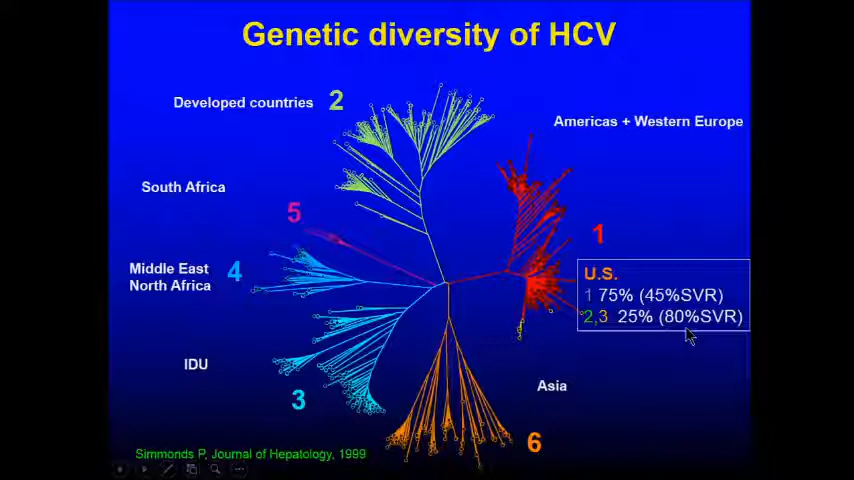 Genetic diversity of HCV
Developed countries 2
Americas + Western Europe
South Africa
5
1
Middle East
North Africa
4
U.S.
1 75% (45%SVR)
2,3 25% (80%SVR)
IDU
3
Asia
6
Simmonds P, Journal of Hepatology, 1999